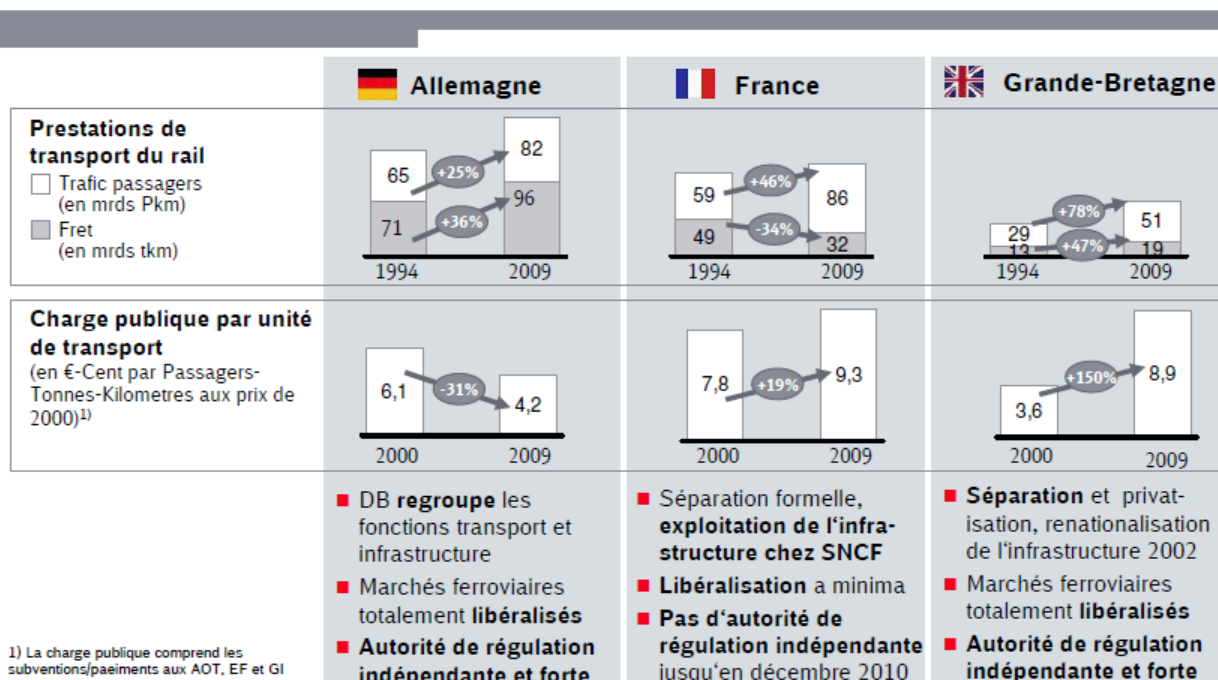 Allemagne
France
Grande-Bretagne
Prestations de
transport du rail
Trafic passagers
(en mrds Pkm)
Fret
(en mrds tkm)
65
+25%
82
71
+36%
96
1994
2009
59
+46%
86
49
-34%
32
1994
2009
29
+78%
51
13
+47%
19
1994
2009
Charge publique par unité
de transport
(en €-Cent par Passagers-
Tonnes-Kilometres aux prix de
2000)1)
6,1
-31%
4,2
2000
2009
7,8
+19%
9,3
2000
2009
3,6
+150%
8,9
2000
2009
DB regroupe les
fonctions transport et
infrastructure
Marchés ferroviaires
totalement libéralisés
Autorité de régulation
indépendante et forte
Séparation formelle,
exploitation de l‘infra-
structure chez SNCF
Libéralisation a minima
Pas d‘autorité de
régulation indépendante
jusqu'en décembre 2010
Séparation et privat-
isation, renationalisation
de l‘infrastructure 2002
Marchés ferroviaires
totalement libéralisés
Autorité de régulation
indépendante et forte
1) La charge publique comprend les
subventions/paeiments aux AOT, EF et GI